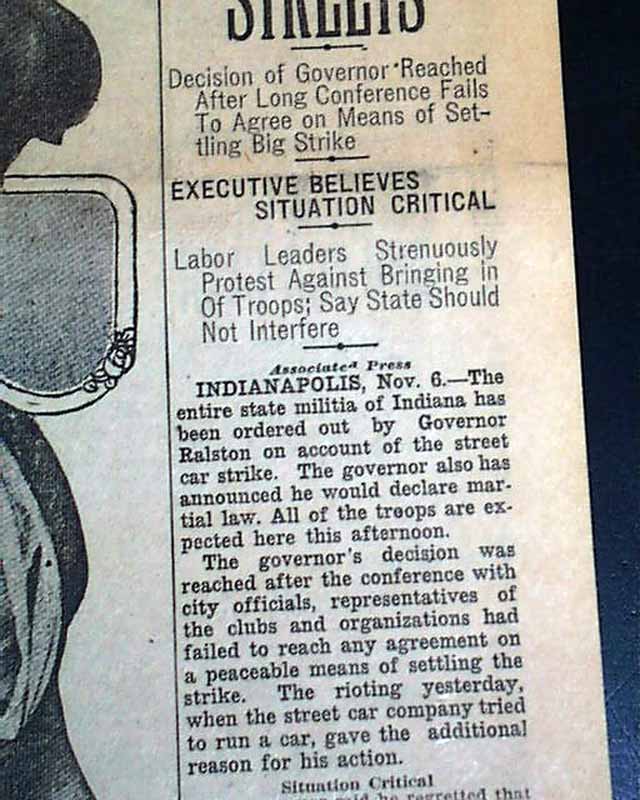 STREETS
Decision of Governor Reached
After Long Conference Fails
To Agree on Means of Set-
tling Big Strike
EXECUTIVE BELIEVES
SITUATION CRITICAL
Labor Leaders Strenuously
Protest Against Bringing in
Of Troops; Say State Should
Not Interfere
Associated Press
INDIANAPOLIS, Nov. 6.—The
entire state militia of Indiana has
been ordered out by Governor
Ralston on account of the street
car strike. The governor also has
announced he would declare mar-
tial law. All of the troops are ex-
pected here this afternoon.
The governor's decision was
reached after the conference with
city officials, representatives of
the clubs and organizations had
failed to reach any agreement on
a peaceable means of settling the
strike. The rioting yesterday,
when the street car company tried
to run a car, gave the additional
reason for his action.
Situation Critical
said he regretted that